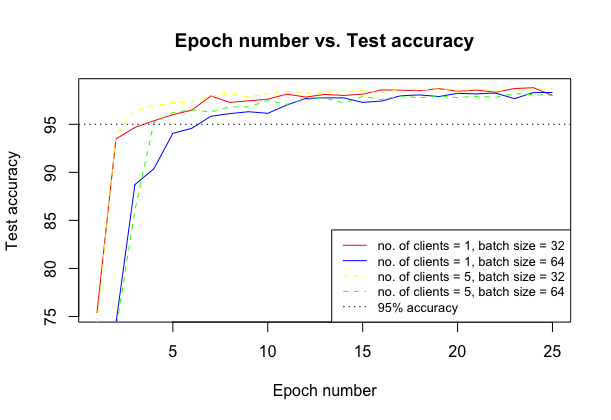 Epoch number vs. Test accuracy
Test accuracy
95
90
85
80
75
no. of clients = 1, batch size = 32
no. of clients = 1, batch size = 64
no. of clients = 5, batch size = 32
no. of clients = 5, batch size = 64
95% accuracy
5 10 15 20 25
Epoch number